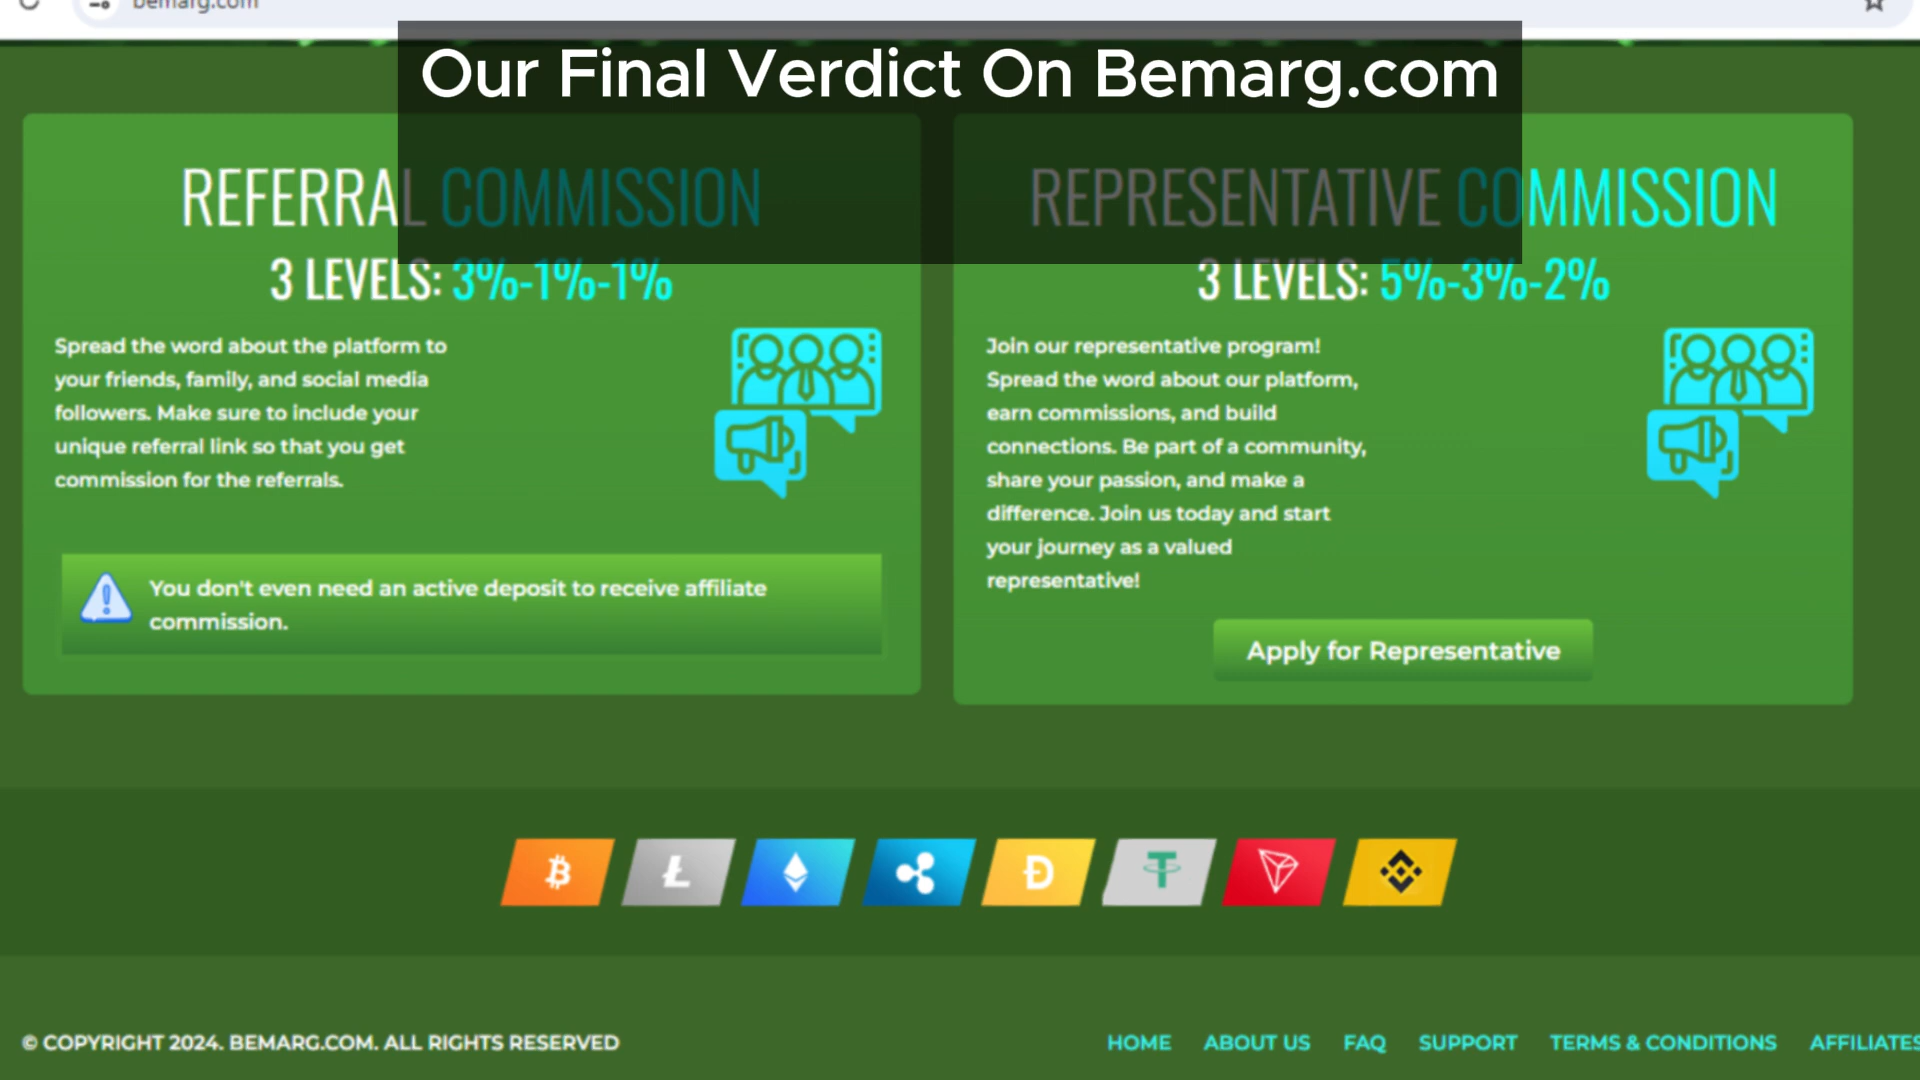 bemarg.com
Our Final Verdict On Bemarg.com
REFERRAL COMMISSION
3 LEVELS: 3%-1%-1%
Spread the word about the platform to
your friends, family, and social media
followers. Make sure to include your
unique referral link so that you get
commission for the referrals.
You don't even need an active deposit to receive affiliate
commission.
REPRESENTATIVE COMMISSION
3 LEVELS: 5%-3%-2%
Join our representative program!
Spread the word about our platform,
earn commissions, and build
connections. Be part of a community,
share your passion, and make a
difference. Join us today and start
your journey as a valued
representative!
Apply for Representative
© COPYRIGHT 2024. BEMARG.COM. ALL RIGHTS RESERVED
HOME ABOUT US FAQ SUPPORT TERMS & CONDITIONS AFFILIATES